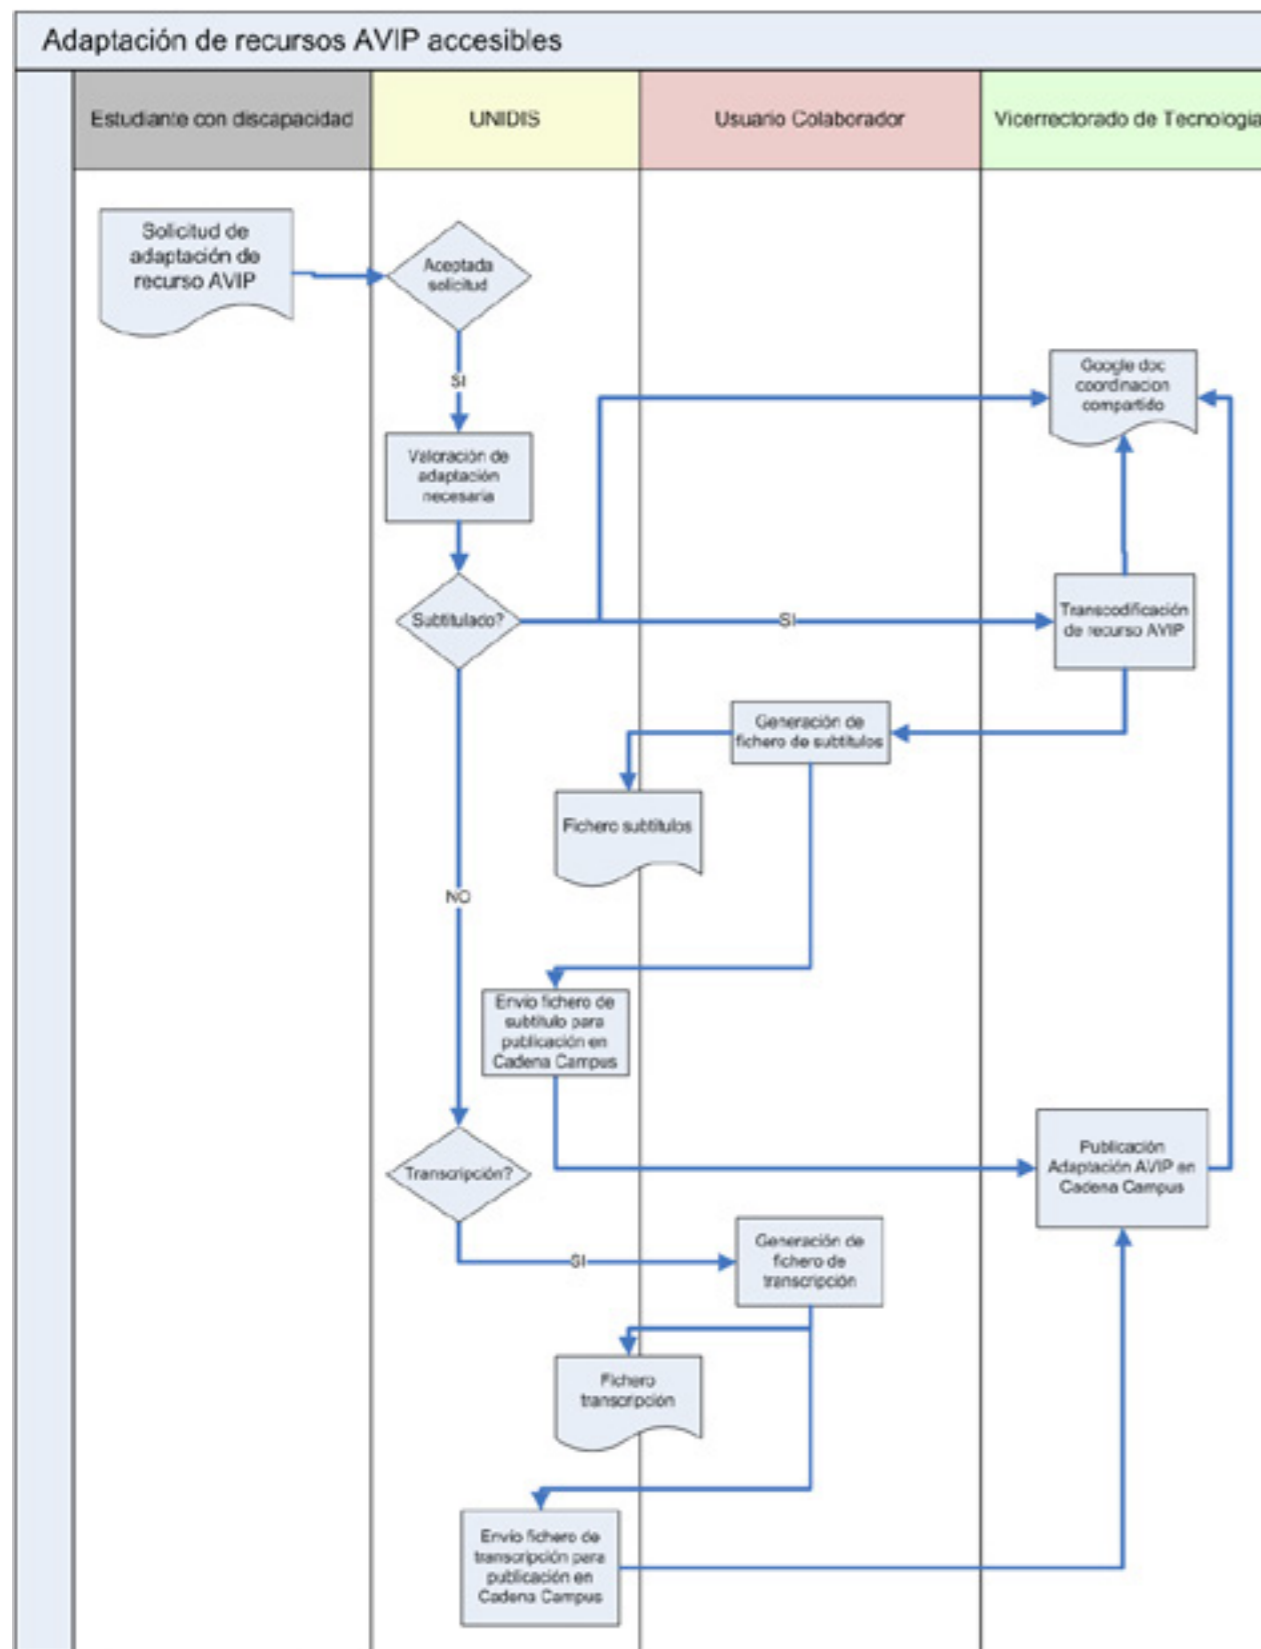 Adaptación de recursos AVIP accesibles
Estudiante con discapacidad
UNIDIS
Usuario Colaborador
Vicerrectorado de Tecnología
Solicitud de
adaptación de
recurso AVIP
Aceptada
solicitud
SI
Google doc
coordinacion
compartido
Valoración de
adaptación
necesaria
Subtitulado?
SI
Transcodificación
de recurso AVIP
Generación de
fichero de subtítulos
Fichero subtítulos
NO
Envío fichero de
subtítulo para
publicación en
Cadena Campus
Transcripción?
Publicación
Adaptación AVIP en
Cadena Campus
SI
Generación de
fichero de
transcripción
Fichero
transcripción
Envío fichero de
transcripción para
publicación en
Cadena Campus